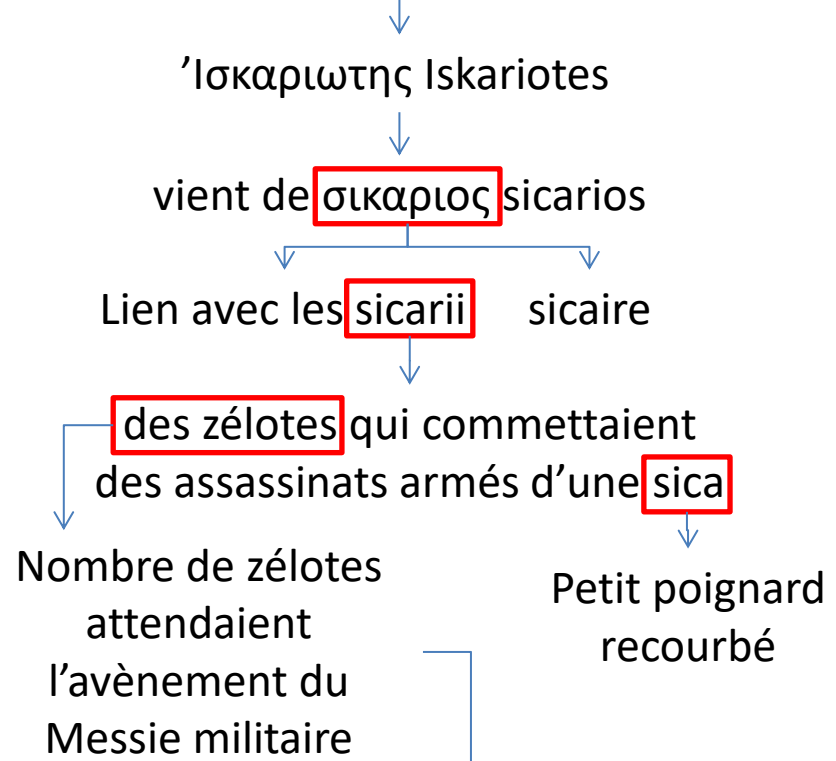 ’Ισκαριωτης Iskariotes
vient de σικαριος sicarios
Lien avec les sicarii sicaire
des zélotes qui commettaient
des assassinats armés d’une sica
Nombre de zélotes
attendaient
l’avènement du
Messie militaire
Petit poignard
recourbé